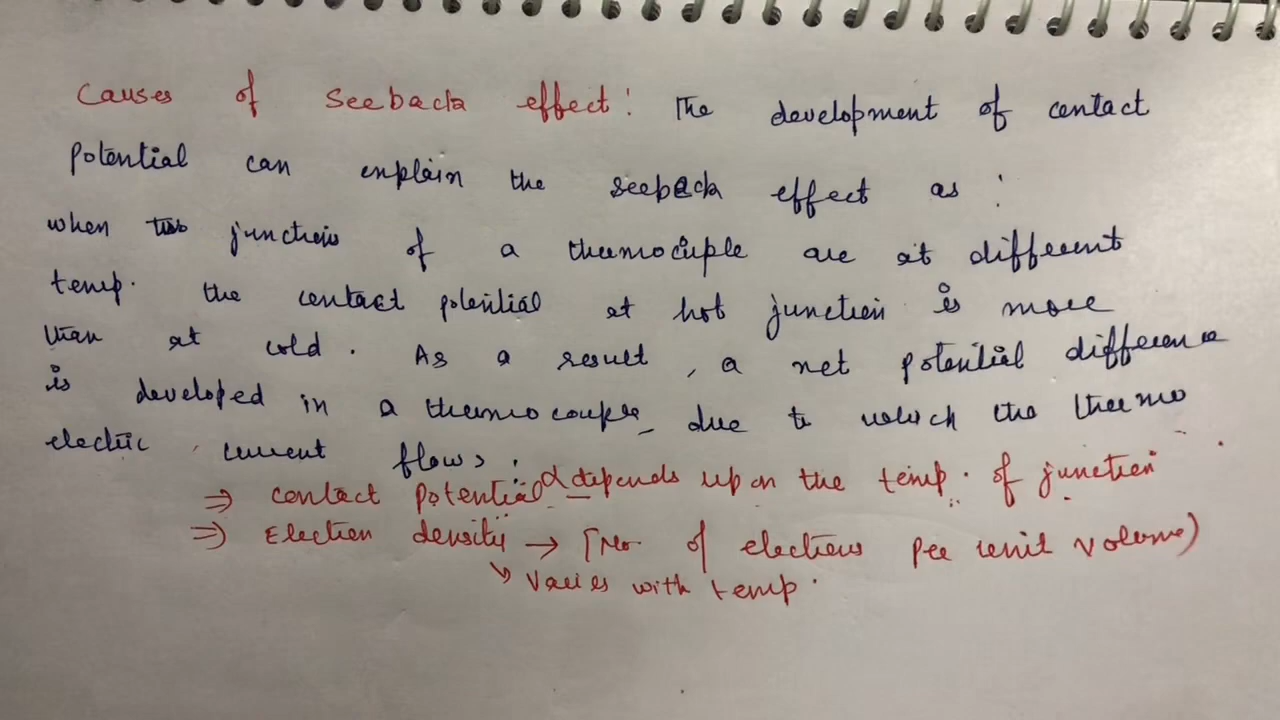 Causes of Seeback effect: The development of contact
Potential can explain the seeback effect as :
when two junction of a thermocuple are at different
temp. the contact potential at hot junction is more
than at cold. As a result, a net potential difference
is developed in a thermocouple, due to which the thermo
electric current flows.
⇒ Contact Potential depends upon the temp. of junction
⇒ Electron density → (No. of electrons Per unit volume)
↘ Varies with temp.